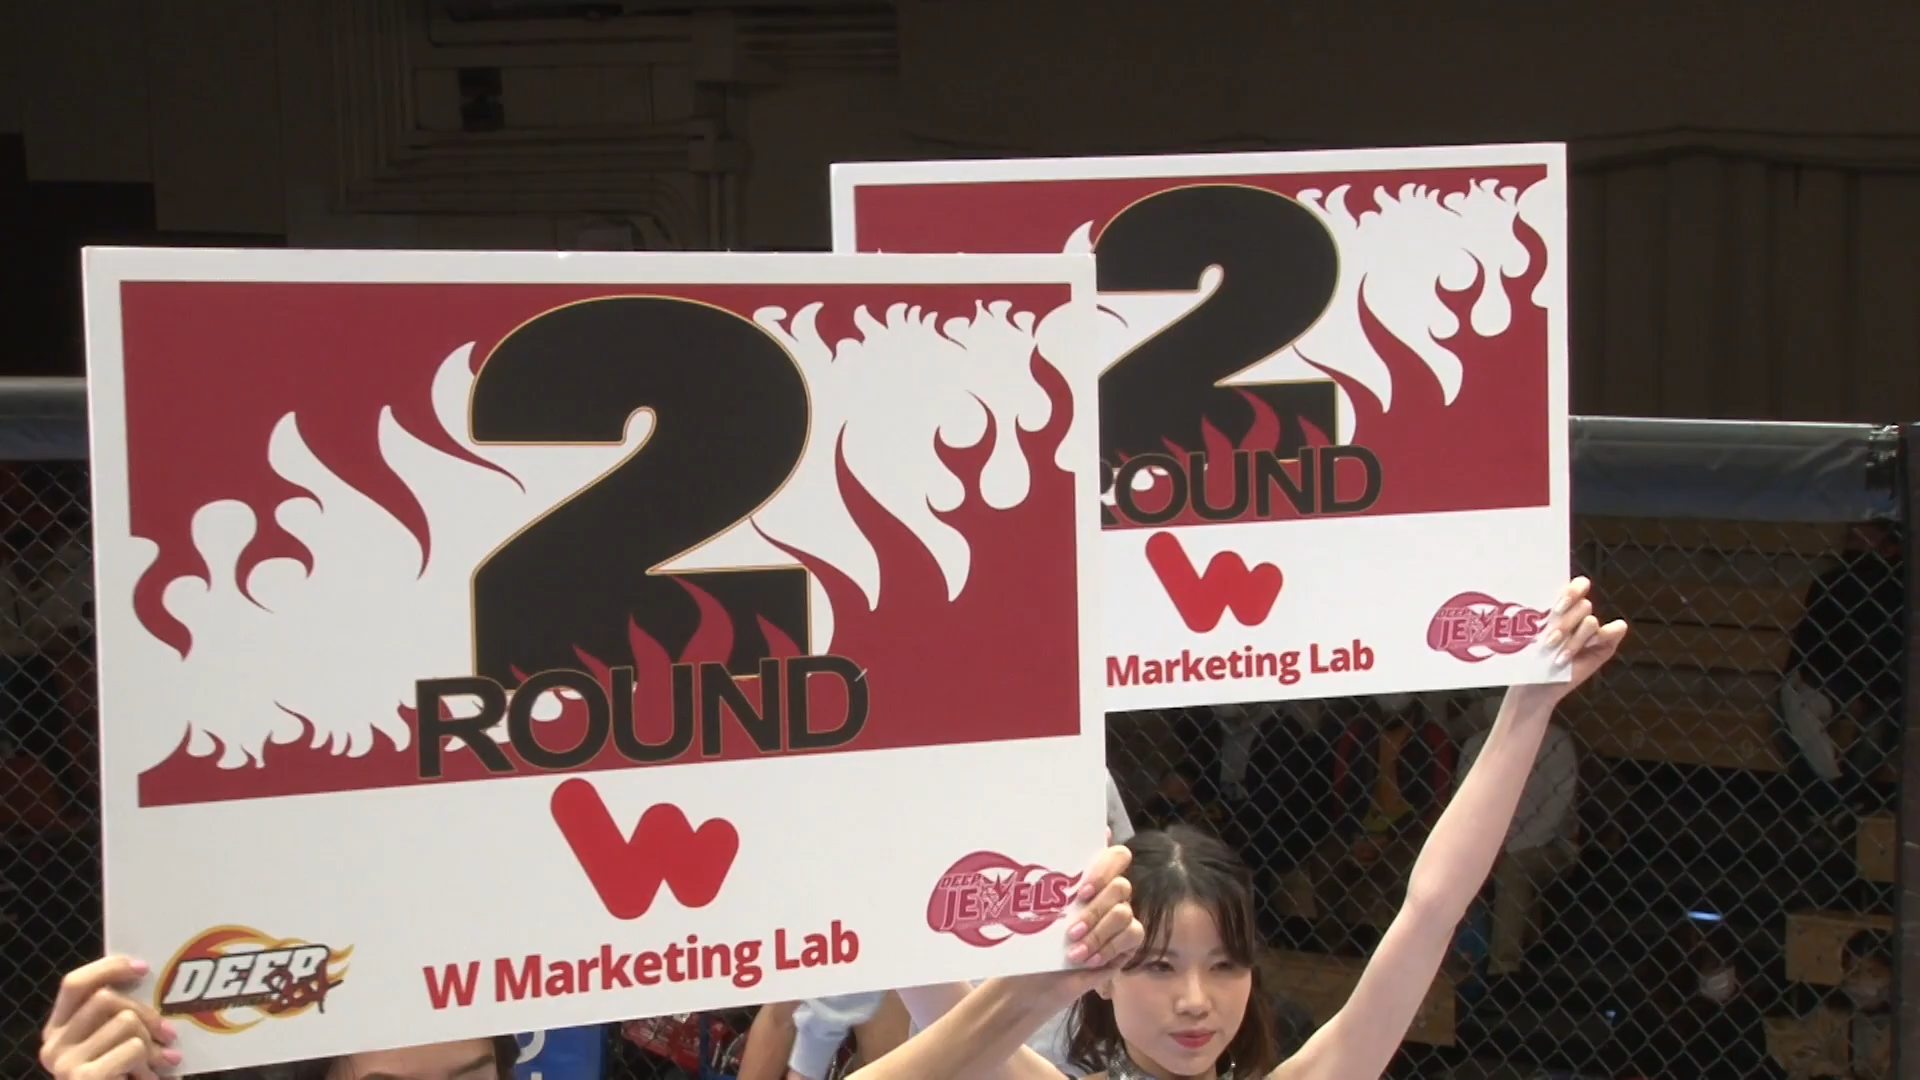 2
ROUND
W Marketing Lab
DEEP
DEEP
JEWELS
2
ROUND
Marketing Lab
DEEP
JEWELS